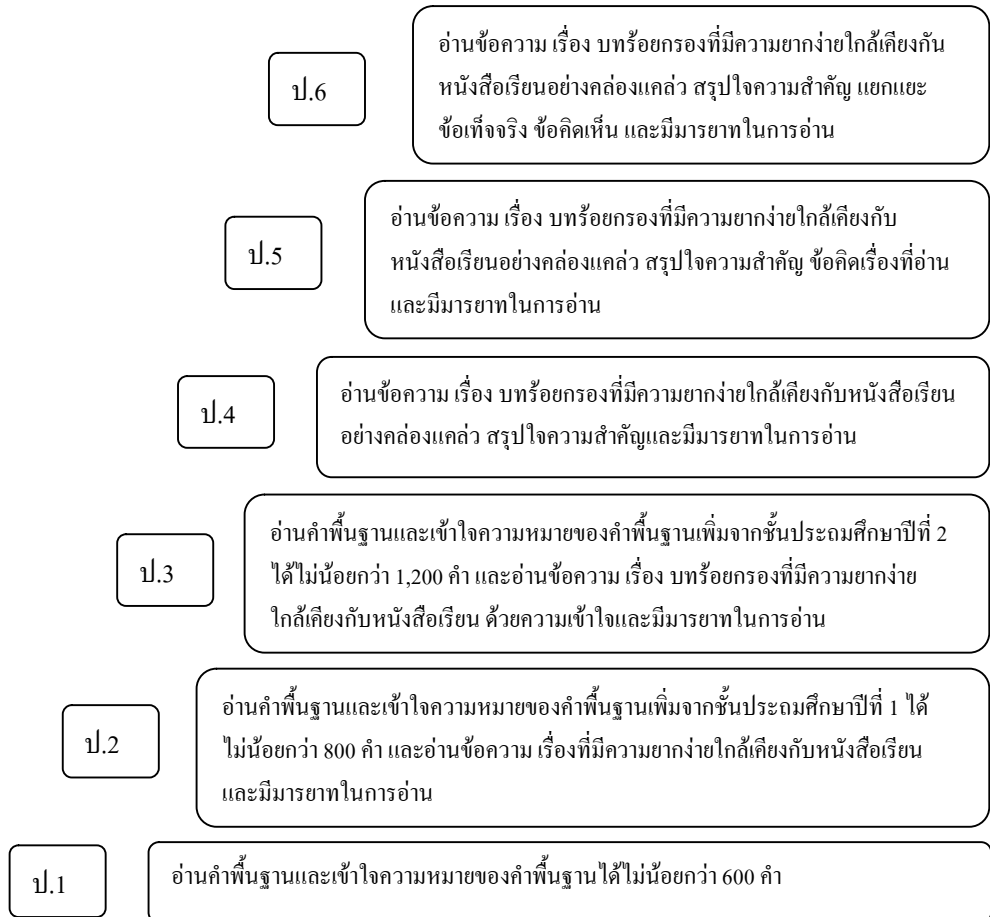 ป.6
อ่านข้อความ เรื่อง บทร้อยกรองที่มีความยากง่ายใกล้เคียงกัน
หนังสือเรียนอย่างคล่องแคล่ว สรุปใจความสำคัญ แยกแยะ
ข้อเท็จจริง ข้อคิดเห็น และมีมารยาทในการอ่าน
ป.5
อ่านข้อความ เรื่อง บทร้อยกรองที่มีความยากง่ายใกล้เคียงกับ
หนังสือเรียนอย่างคล่องแคล่ว สรุปใจความสำคัญ ข้อคิดเรื่องที่อ่าน
และมีมารยาทในการอ่าน
ป.4
อ่านข้อความ เรื่อง บทร้อยกรองที่มีความยากง่ายใกล้เคียงกับหนังสือเรียน
อย่างคล่องแคล่ว สรุปใจความสำคัญและมีมารยาทในการอ่าน
ป.3
อ่านคำพื้นฐานและเข้าใจความหมายของคำพื้นฐานเพิ่มจากชั้นประถมศึกษาปีที่ 2
ได้ไม่น้อยกว่า 1,200 คำ และอ่านข้อความ เรื่อง บทร้อยกรองที่มีความยากง่าย
ใกล้เคียงกับหนังสือเรียน ด้วยความเข้าใจและมีมารยาทในการอ่าน
ป.2
อ่านคำพื้นฐานและเข้าใจความหมายของคำพื้นฐานเพิ่มจากชั้นประถมศึกษาปีที่ 1 ได้
ไม่น้อยกว่า 800 คำ และอ่านข้อความ เรื่องที่มีความยากง่ายใกล้เคียงกับหนังสือเรียน
และมีมารยาทในการอ่าน
ป.1
อ่านคำพื้นฐานและเข้าใจความหมายของคำพื้นฐานได้ไม่น้อยกว่า 600 คำ